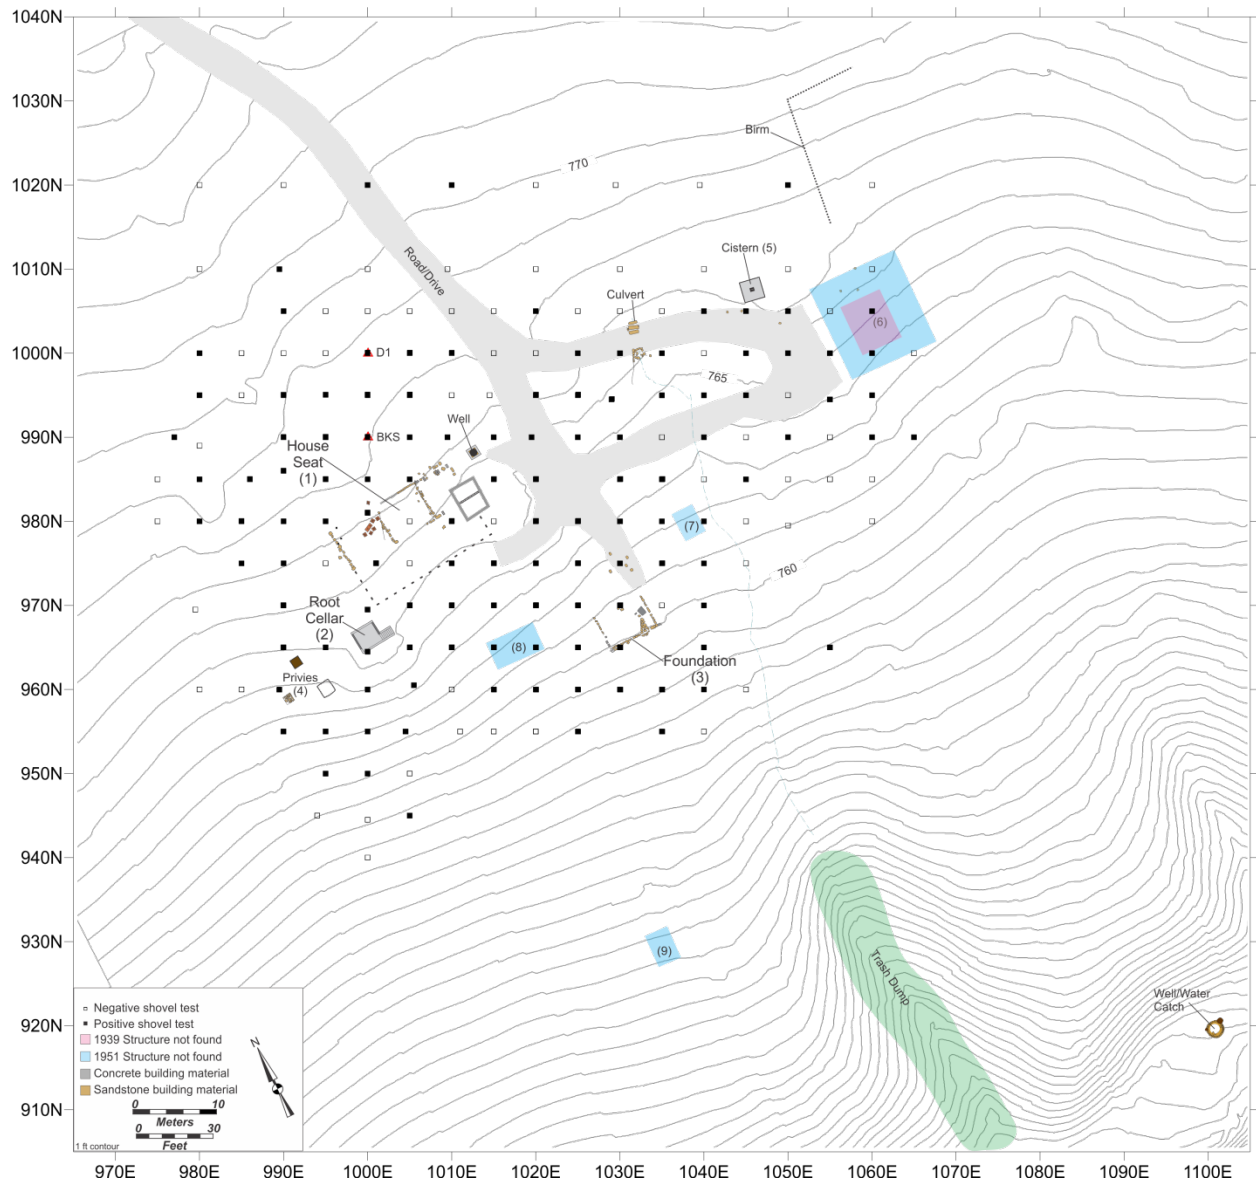 1040N
1030N
Birm
770
1020N
1010N
Cistern (5)
Road/Drive
Culvert
(6)
1000N
D1
765
Well
990N
BKS
House
Seat
(1)
980N
(7)
760
970N
Root
Cellar
(2)
(8)
Foundation
(3)
Privies
(4)
960N
950N
940N
930N
(9)
Trash Dump
Well/Water
Catch
920N
910N
Negative shovel test
Positive shovel test
1939 Structure not found
1951 Structure not found
Concrete building material
Sandstone building material
N
0 10
Meters
0 30
Feet
1 ft contour
970E 980E 990E 1000E 1010E 1020E 1030E 1040E 1050E 1060E 1070E 1080E 1090E 1100E